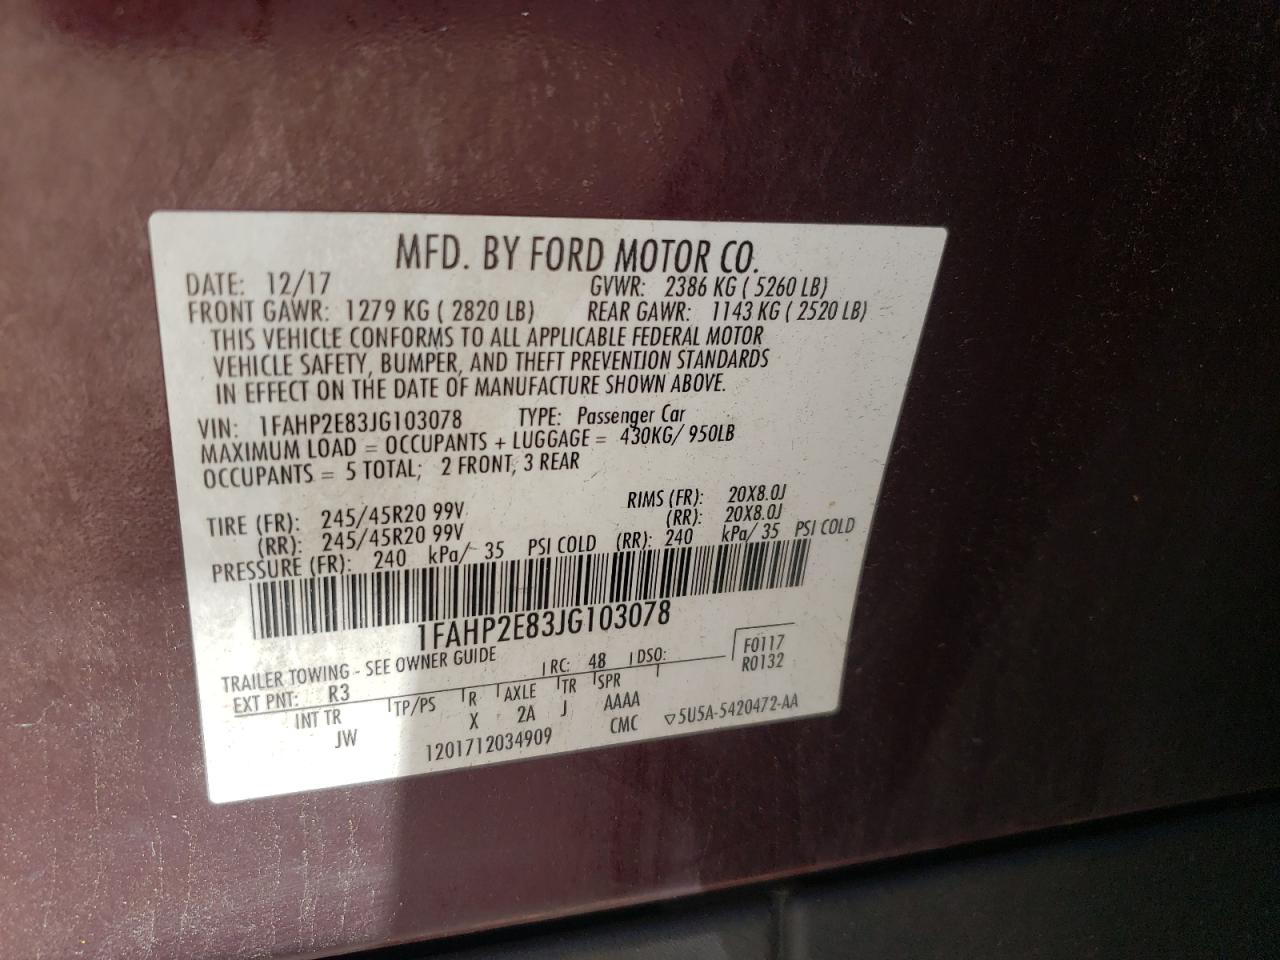 MFD. BY FORD MOTOR CO.
DATE: 12/17 GVWR: 2386 KG ( 5260 LB)
FRONT GAWR: 1279 KG ( 2820 LB) REAR GAWR: 1143 KG ( 2520 LB)
THIS VEHICLE CONFORMS TO ALL APPLICABLE FEDERAL MOTOR
VEHICLE SAFETY, BUMPER, AND THEFT PREVENTION STANDARDS
IN EFFECT ON THE DATE OF MANUFACTURE SHOWN ABOVE.
VIN: 1FAHP2E83JG103078 TYPE: Passenger Car
MAXIMUM LOAD = OCCUPANTS + LUGGAGE = 430KG/ 950LB
OCCUPANTS = 5 TOTAL; 2 FRONT, 3 REAR
TIRE (FR): 245/45R20 99V RIMS (FR): 20X8.0J
(RR): 245/45R20 99V (RR): 20X8.0J
PRESSURE (FR): 240 kPa/ 35 PSI COLD (RR): 240 kPa/ 35 PSI COLD
1FAHP2E83JG103078
TRAILER TOWING - SEE OWNER GUIDE
EXT PNT: R3 RC: 48 DSO: F0117
R0132
INT TR TP/PS R AXLE TR SPR
JW X 2A J AAAA
1201712034909 CMC ▽5U5A-5420472-AA